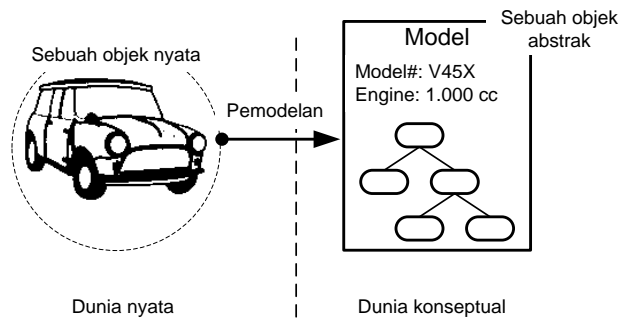 Sebuah objek nyata
Pemodelan
Model
Sebuah objek
abstrak
Model#: V45X
Engine: 1.000 cc
Dunia nyata
Dunia konseptual